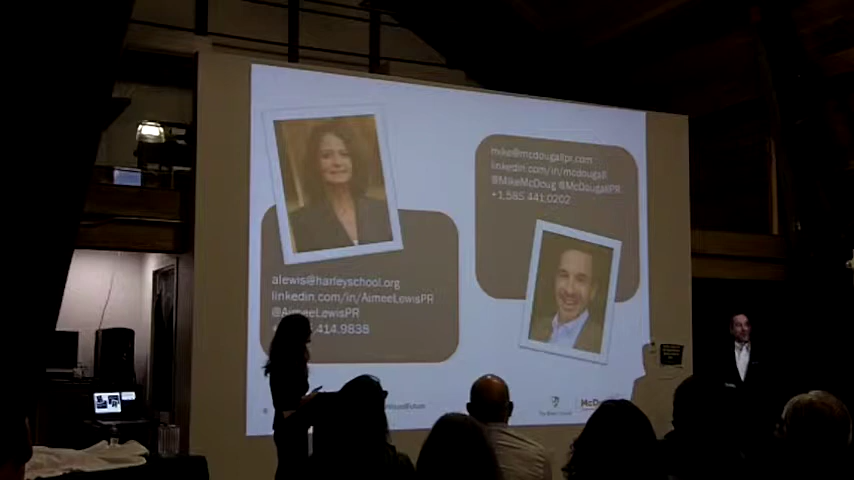 alewis@harleyschool.org
linkedin.com/in/AimeeLewisPR
@AimeeLewisPR
.414.9838
mike@mcdougallpr.com
linkedin.com/in/mcdougall
@MikeMcDoug @McDougallPR
+1.585.441.0202